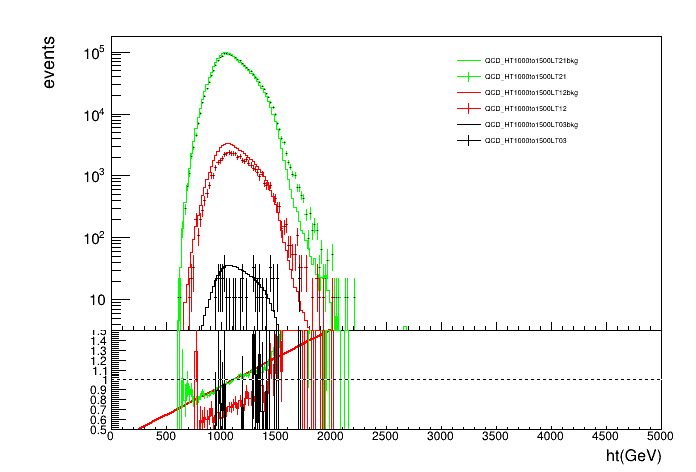 events
10^5
10^4
10^3
10^2
10
QCD_HT1000to1500LT21bkg
QCD_HT1000to1500LT21
QCD_HT1000to1500LT12bkg
QCD_HT1000to1500LT12
QCD_HT1000to1500LT03bkg
QCD_HT1000to1500LT03
1.5
1.4
1.3
1.2
1.1
1
0.9
0.8
0.7
0.6
0.5
0 500 1000 1500 2000 2500 3000 3500 4000 4500 5000
ht(GeV)